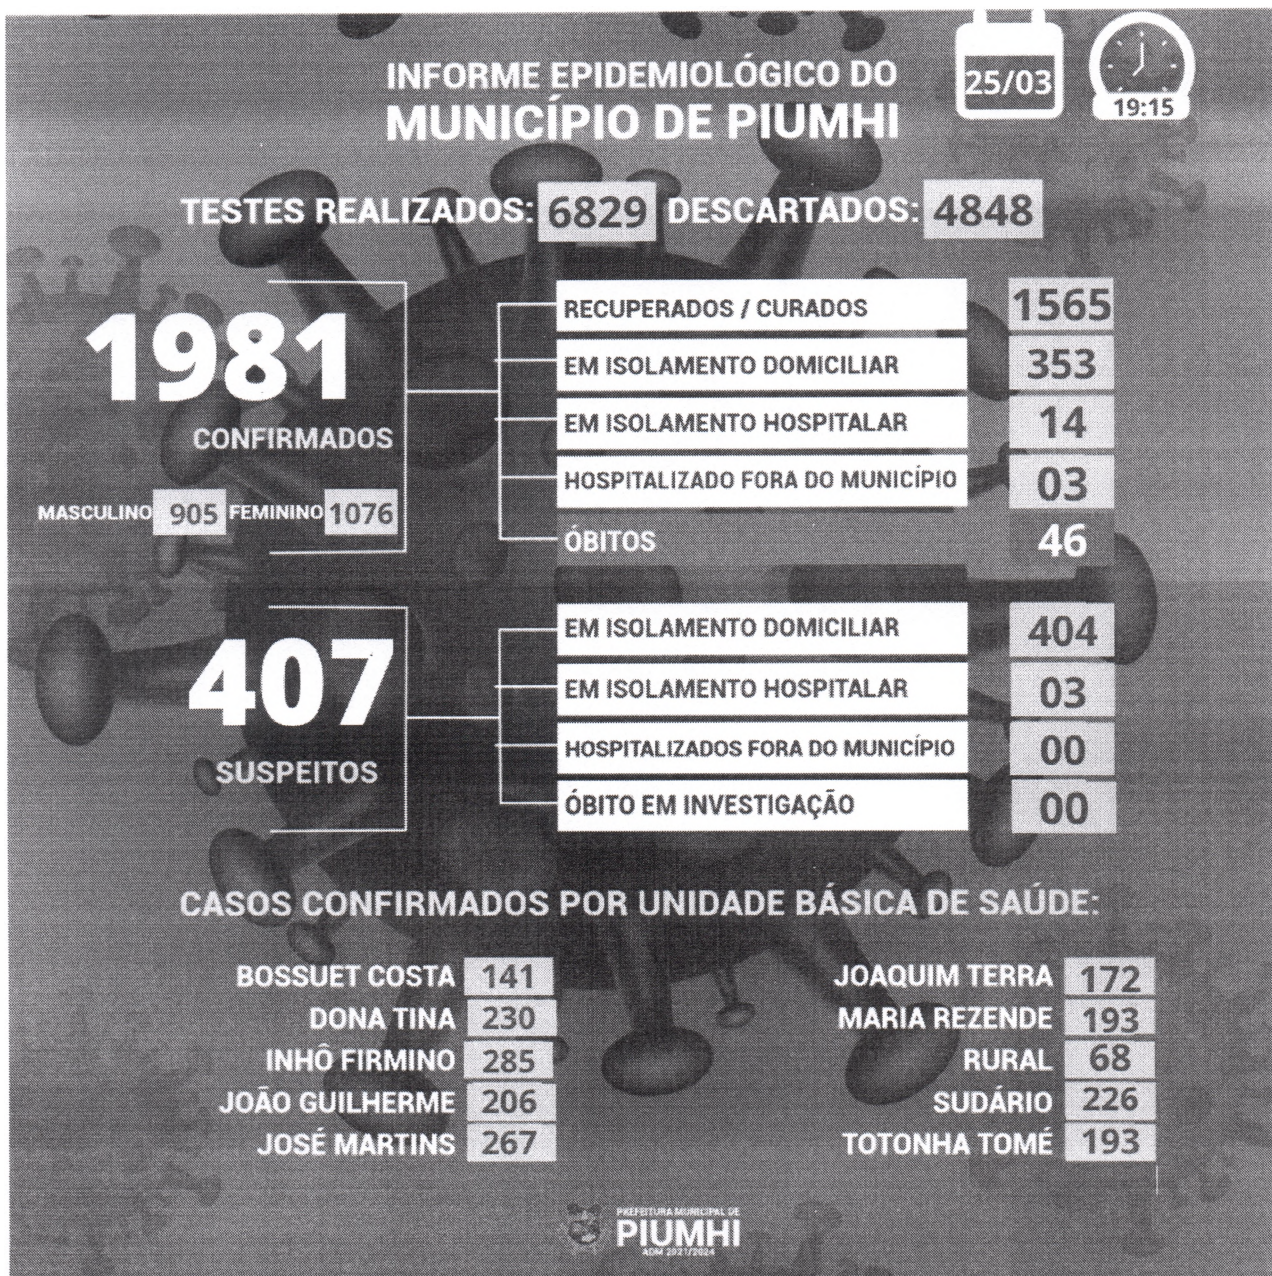 INFORME EPIDEMIOLÓGICO DO
MUNICÍPIO DE PIUMHI
25/03
19:15
TESTES REALIZADOS: 6829 DESCARTADOS: 4848
1981
CONFIRMADOS
MASCULINO 905 FEMININO 1076
RECUPERADOS / CURADOS 1565
EM ISOLAMENTO DOMICILIAR 353
EM ISOLAMENTO HOSPITALAR 14
HOSPITALIZADO FORA DO MUNICÍPIO 03
ÓBITOS 46
407
SUSPEITOS
EM ISOLAMENTO DOMICILIAR 404
EM ISOLAMENTO HOSPITALAR 03
HOSPITALIZADOS FORA DO MUNICÍPIO 00
ÓBITO EM INVESTIGAÇÃO 00
CASOS CONFIRMADOS POR UNIDADE BÁSICA DE SAÚDE:
BOSSUET COSTA 141
DONA TINA 230
INHÔ FIRMINO 285
JOÃO GUILHERME 206
JOSÉ MARTINS 267
JOAQUIM TERRA 172
MARIA REZENDE 193
RURAL 68
SUDÁRIO 226
TOTONHA TOMÉ 193
PREFEITURA MUNICIPAL DE
PIUMHI
ADM 2021/2024